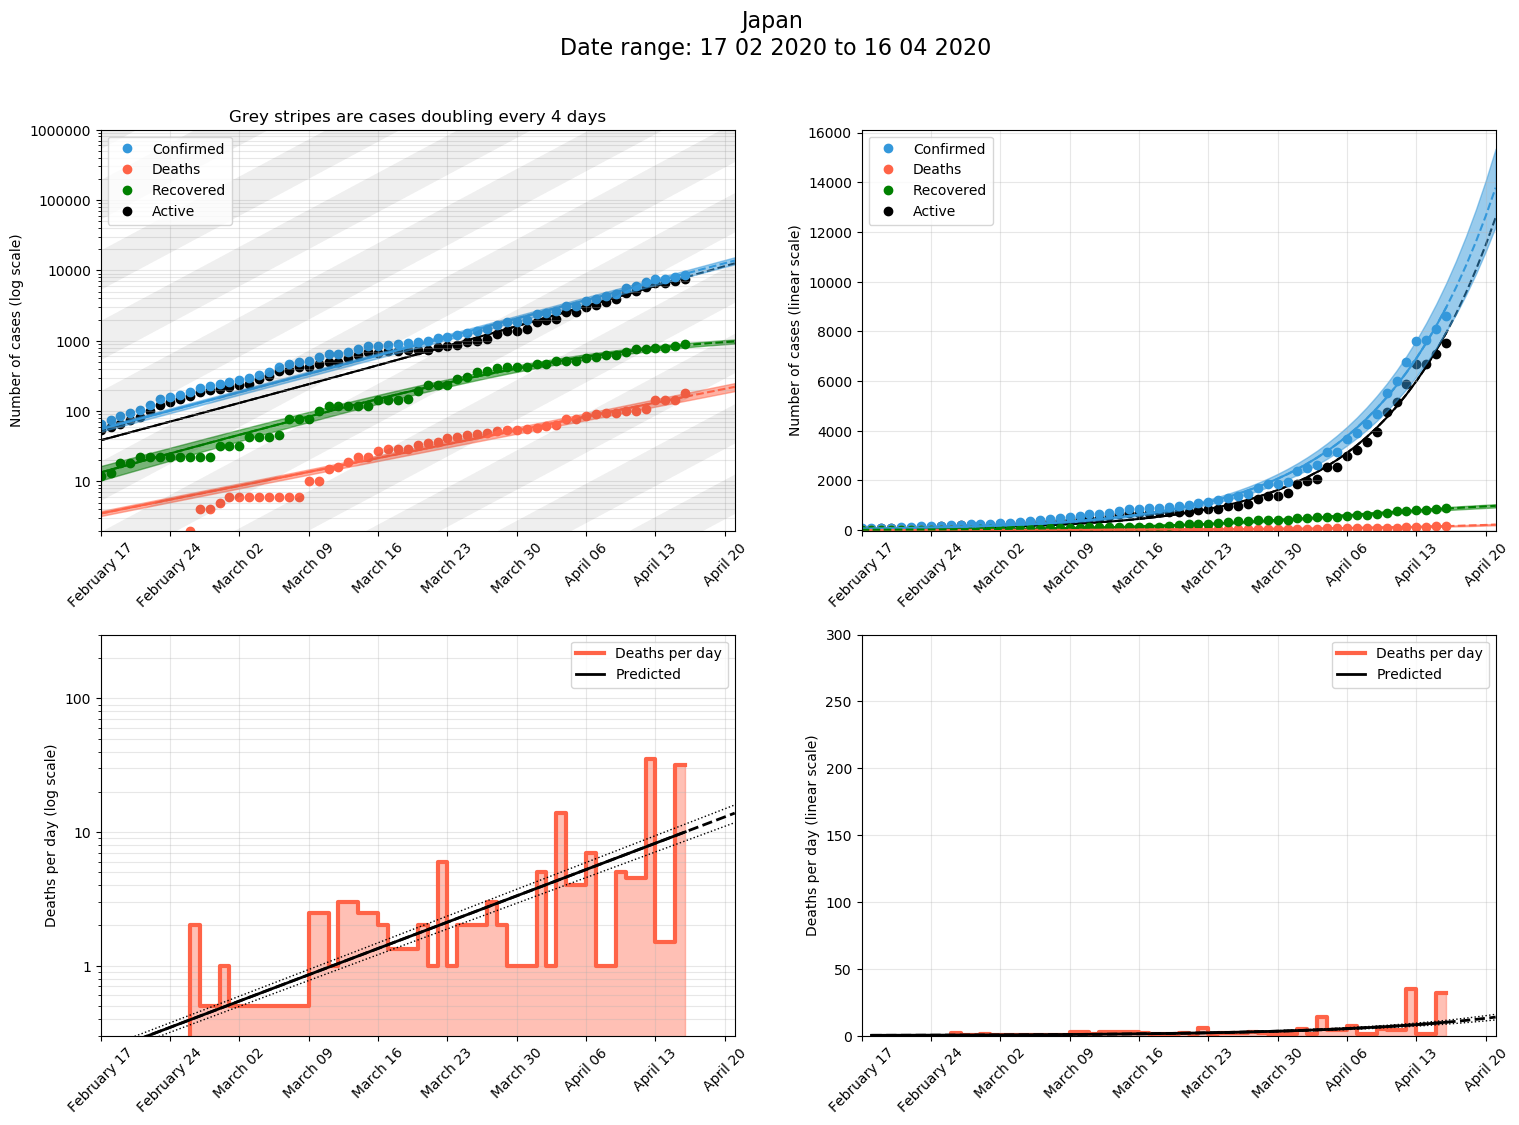 Japan
Date range: 17 02 2020 to 16 04 2020
Grey stripes are cases doubling every 4 days
Number of cases (log scale)
1000000
100000
10000
1000
100
10
Confirmed
Deaths
Recovered
Active
February 17
February 24
March 02
March 09
March 16
March 23
March 30
April 06
April 13
April 20
Number of cases (linear scale)
16000
14000
12000
10000
8000
6000
4000
2000
0
Confirmed
Deaths
Recovered
Active
February 17
February 24
March 02
March 09
March 16
March 23
March 30
April 06
April 13
April 20
Deaths per day (log scale)
100
10
1
Deaths per day
Predicted
February 17
February 24
March 02
March 09
March 16
March 23
March 30
April 06
April 13
April 20
Deaths per day (linear scale)
300
250
200
150
100
50
0
Deaths per day
Predicted
February 17
February 24
March 02
March 09
March 16
March 23
March 30
April 06
April 13
April 20